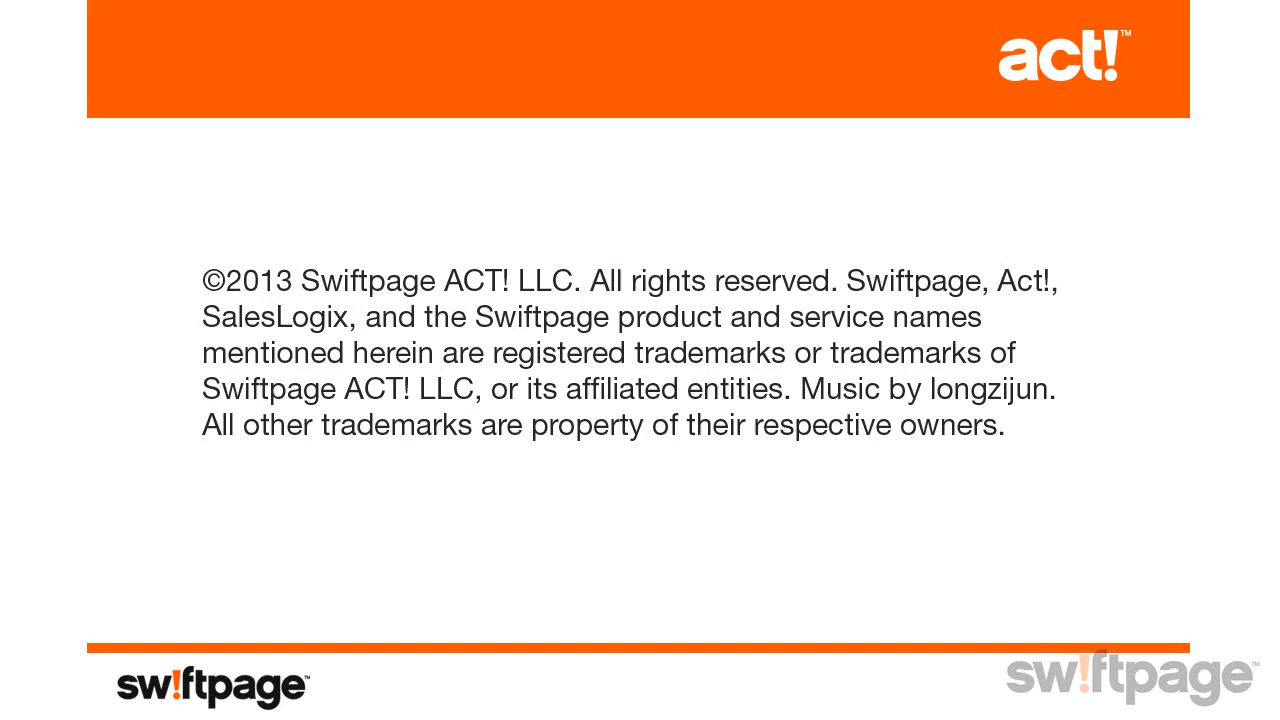 act!™
©2013 Swiftpage ACT! LLC. All rights reserved. Swiftpage, Act!,
SalesLogix, and the Swiftpage product and service names
mentioned herein are registered trademarks or trademarks of
Swiftpage ACT! LLC, or its affiliated entities. Music by longzijun.
All other trademarks are property of their respective owners.
sw!ftpage™
sw!ftpage™